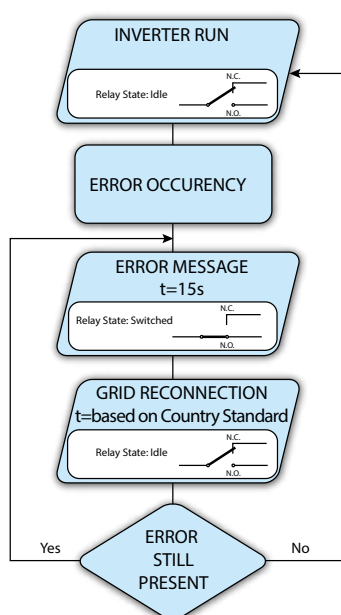 INVERTER RUN
N.C.
Relay State: Idle
N.O.
ERROR OCCURENCY
ERROR MESSAGE
t=15s
N.C.
Relay State: Switched
N.O.
GRID RECONNECTION
t=based on Country Standard
N.C.
Relay State: Idle
N.O.
Yes
ERROR
No
STILL
PRESENT